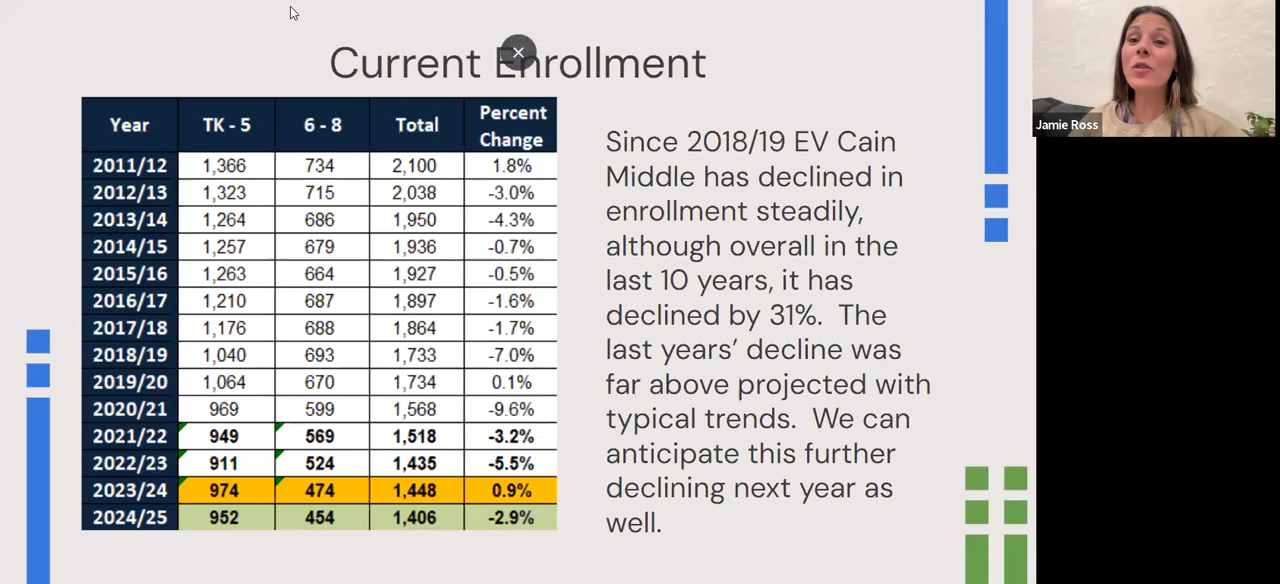 Current Enrollment
Jamie Ross
Year TK - 5 6 - 8 Total Percent Change
2011/12 1,366 734 2,100 1.8%
2012/13 1,323 715 2,038 -3.0%
2013/14 1,264 686 1,950 -4.3%
2014/15 1,257 679 1,936 -0.7%
2015/16 1,263 664 1,927 -0.5%
2016/17 1,210 687 1,897 -1.6%
2017/18 1,176 688 1,864 -1.7%
2018/19 1,040 693 1,733 -7.0%
2019/20 1,064 670 1,734 0.1%
2020/21 969 599 1,568 -9.6%
2021/22 949 569 1,518 -3.2%
2022/23 911 524 1,435 -5.5%
2023/24 974 474 1,448 0.9%
2024/25 952 454 1,406 -2.9%
Since 2018/19 EV Cain
Middle has declined in
enrollment steadily,
although overall in the
last 10 years, it has
declined by 31%. The
last years’ decline was
far above projected with
typical trends. We can
anticipate this further
declining next year as
well.